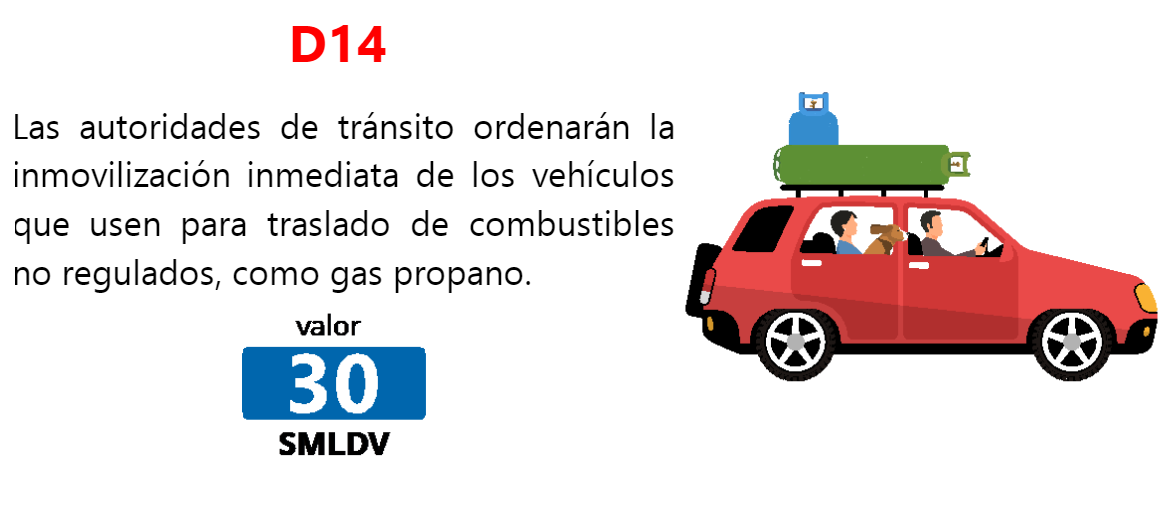 D14
Las autoridades de tránsito ordenarán la
inmovilización inmediata de los vehículos
que usen para traslado de combustibles
no regulados, como gas propano.
valor
30
SMLDV